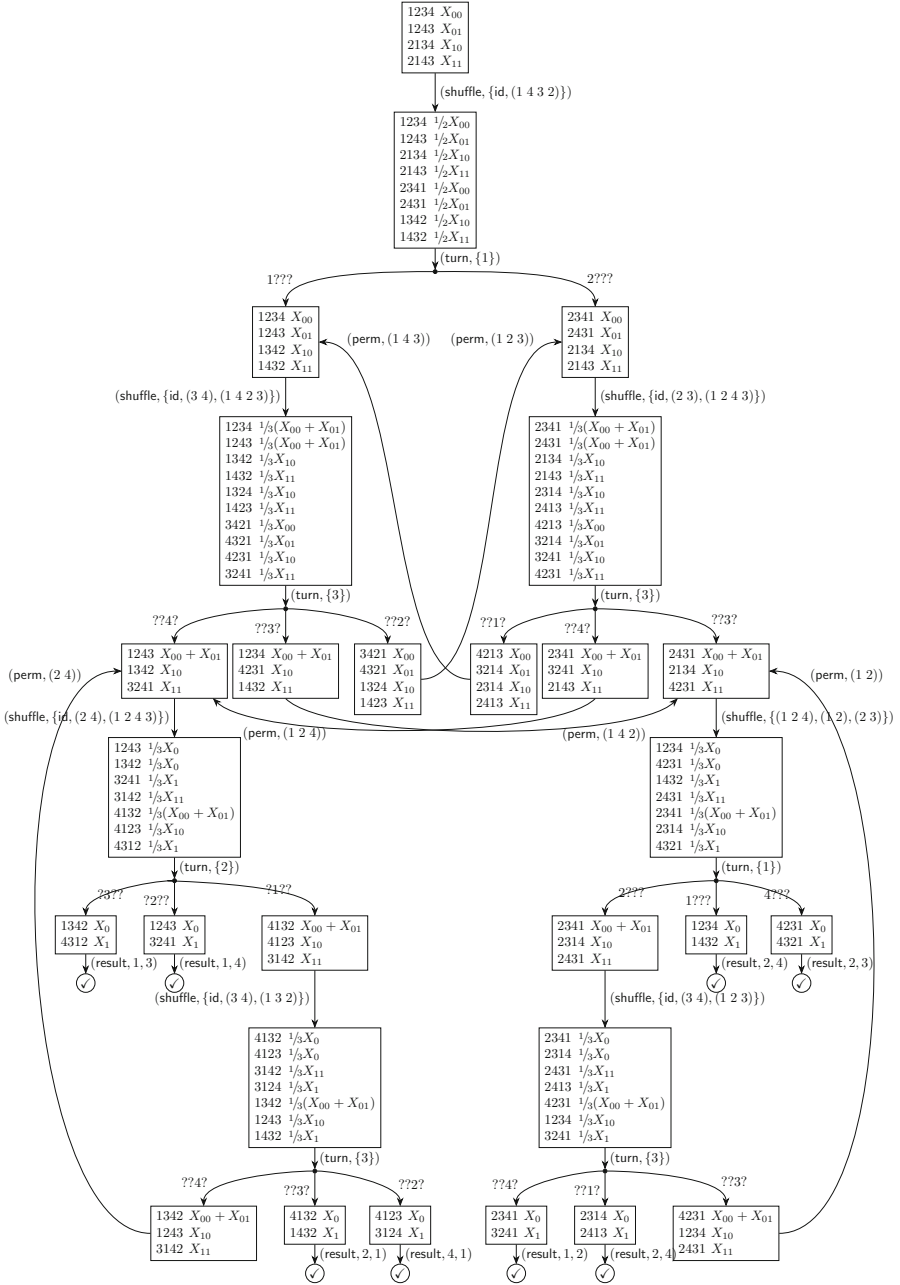 1234 X₀₀
1243 X₀₁
2134 X₁₀
2143 X₁₁
(shuffle, {id, (1 4 3 2)})
1234 ¹/₂X₀₀
1243 ¹/₂X₀₁
2134 ¹/₂X₁₀
2143 ¹/₂X₁₁
2341 ¹/₂X₀₀
2431 ¹/₂X₀₁
1342 ¹/₂X₁₀
1432 ¹/₂X₁₁
(turn, {1})
1???
2???
1234 X₀₀
1243 X₀₁
1342 X₁₀
1432 X₁₁
(perm, (1 4 3))
(perm, (1 2 3))
2341 X₀₀
2431 X₀₁
2134 X₁₀
2143 X₁₁
(shuffle, {id, (3 4), (1 4 2 3)})
(shuffle, {id, (2 3), (1 2 4 3)})
1234 ¹/₃(X₀₀ + X₀₁)
1243 ¹/₃(X₀₀ + X₀₁)
1342 ¹/₃X₁₀
1432 ¹/₃X₁₁
1324 ¹/₃X₁₀
1423 ¹/₃X₁₁
3421 ¹/₃X₀₀
4321 ¹/₃X₀₁
4231 ¹/₃X₁₀
3241 ¹/₃X₁₁
2341 ¹/₃(X₀₀ + X₀₁)
2431 ¹/₃(X₀₀ + X₀₁)
2134 ¹/₃X₁₀
2143 ¹/₃X₁₁
2314 ¹/₃X₁₀
2413 ¹/₃X₁₁
4213 ¹/₃X₀₀
3214 ¹/₃X₀₁
3241 ¹/₃X₁₀
4231 ¹/₃X₁₁
(turn, {3})
(turn, {3})
??4?
??3?
??2?
??1?
??4?
??3?
1243 X₀₀ + X₀₁
1342 X₁₀
3241 X₁₁
1234 X₀₀ + X₀₁
4231 X₁₀
1432 X₁₁
3421 X₀₀
4321 X₀₁
1324 X₁₀
1423 X₁₁
4213 X₀₀
3214 X₀₁
2314 X₁₀
2413 X₁₁
2341 X₀₀ + X₀₁
3241 X₁₀
2143 X₁₁
2431 X₀₀ + X₀₁
2134 X₁₀
4231 X₁₁
(perm, (2 4))
(perm, (1 2))
(shuffle, {id, (2 4), (1 2 4 3)})
(perm, (1 2 4))
(perm, (1 4 2))
(shuffle, {(1 2 4), (1 2), (2 3)})
1243 ¹/₃X₀
1342 ¹/₃X₀
3241 ¹/₃X₁
3142 ¹/₃X₁₁
4132 ¹/₃(X₀₀ + X₀₁)
4123 ¹/₃X₁₀
4312 ¹/₃X₁
1234 ¹/₃X₀
4231 ¹/₃X₀
1432 ¹/₃X₁
2431 ¹/₃X₁₁
2341 ¹/₃(X₀₀ + X₀₁)
2314 ¹/₃X₁₀
4321 ¹/₃X₁
(turn, {2})
(turn, {1})
?3??
?2??
?1??
2???
1???
4???
1342 X₀
4312 X₁
1243 X₀
3241 X₁
4132 X₀₀ + X₀₁
4123 X₁₀
3142 X₁₁
2341 X₀₀ + X₀₁
2314 X₁₀
2431 X₁₁
1234 X₀
1432 X₁
4231 X₀
4321 X₁
(result, 1, 3)
(result, 1, 4)
(result, 2, 4)
(result, 2, 3)
✓
✓
✓
✓
(shuffle, {id, (3 4), (1 3 2)})
(shuffle, {id, (3 4), (1 2 3)})
4132 ¹/₃X₀
4123 ¹/₃X₀
3142 ¹/₃X₁₁
3124 ¹/₃X₁
1342 ¹/₃(X₀₀ + X₀₁)
1243 ¹/₃X₁₀
1432 ¹/₃X₁
2341 ¹/₃X₀
2314 ¹/₃X₀
2431 ¹/₃X₁₁
2413 ¹/₃X₁
4231 ¹/₃(X₀₀ + X₀₁)
1234 ¹/₃X₁₀
3241 ¹/₃X₁
(turn, {3})
(turn, {3})
??4?
??3?
??2?
??4?
??1?
??3?
1342 X₀₀ + X₀₁
1243 X₁₀
3142 X₁₁
4132 X₀
1432 X₁
4123 X₀
3124 X₁
2341 X₀
3241 X₁
2314 X₀
2413 X₁
4231 X₀₀ + X₀₁
1234 X₁₀
2431 X₁₁
(result, 2, 1)
(result, 4, 1)
(result, 1, 2)
(result, 2, 4)
✓
✓
✓
✓